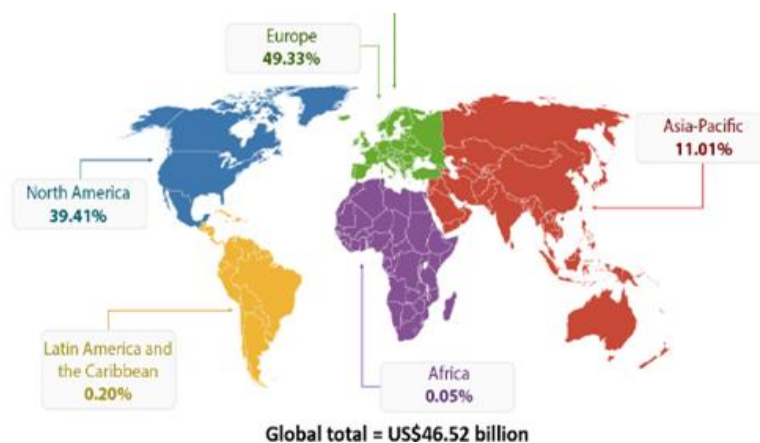 Europe
49.33%
Asia-Pacific
11.01%
North America
39.41%
Latin America and
the Caribbean
0.20%
Africa
0.05%
Global total = US$46.52 billion